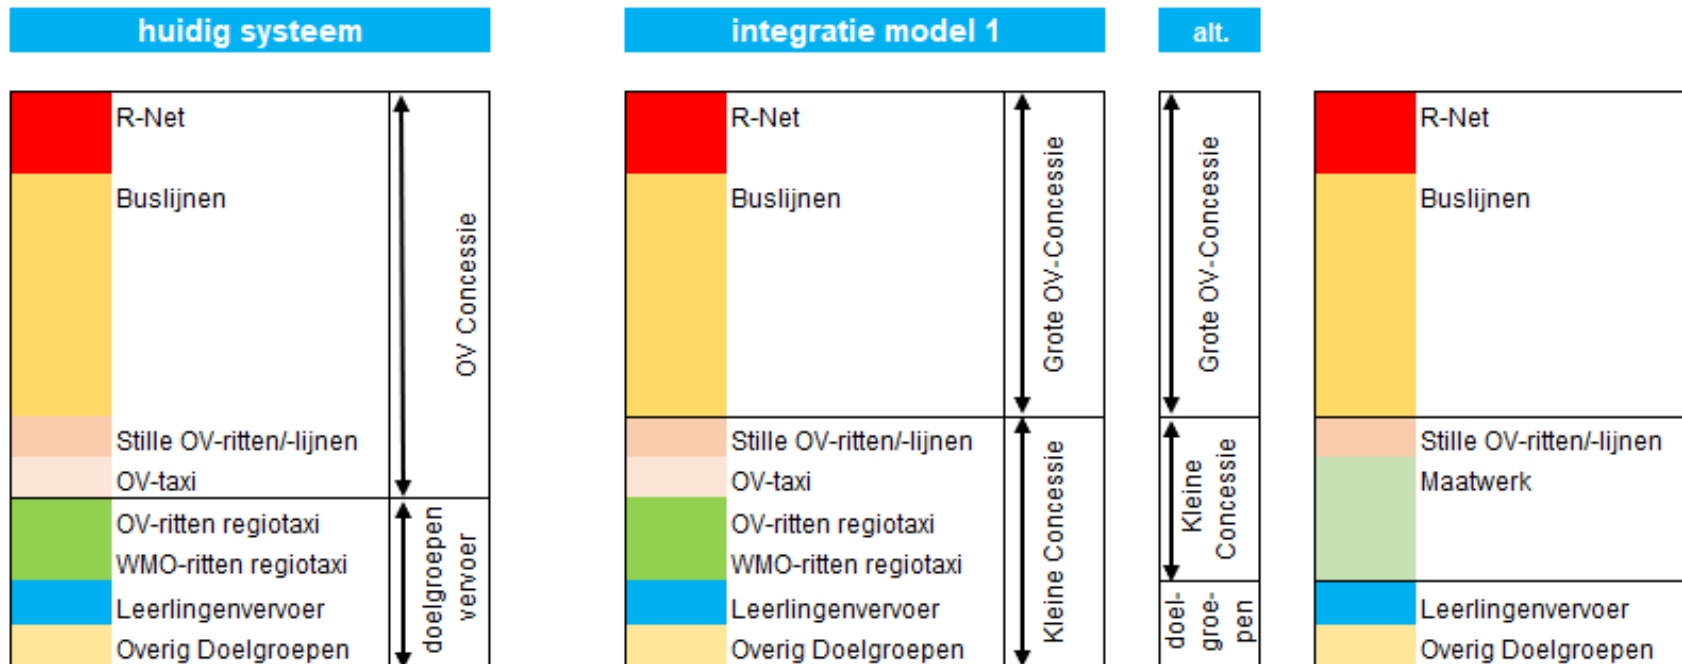 huidig systeem
integratie model 1
alt.
R-Net
Buslijnen
Stille OV-ritten/-lijnen
OV-taxi
OV-ritten regiotaxi
WMO-ritten regiotaxi
Leerlingenvervoer
Overig Doelgroepen
OV Concessie
doelgroepen
vervoer
R-Net
Buslijnen
Stille OV-ritten/-lijnen
OV-taxi
OV-ritten regiotaxi
WMO-ritten regiotaxi
Leerlingenvervoer
Overig Doelgroepen
Grote OV-Concessie
Kleine Concessie
Grote OV-Concessie
Kleine
Concessie
doel-
groe-
pen
R-Net
Buslijnen
Stille OV-ritten/-lijnen
Maatwerk
Leerlingenvervoer
Overig Doelgroepen